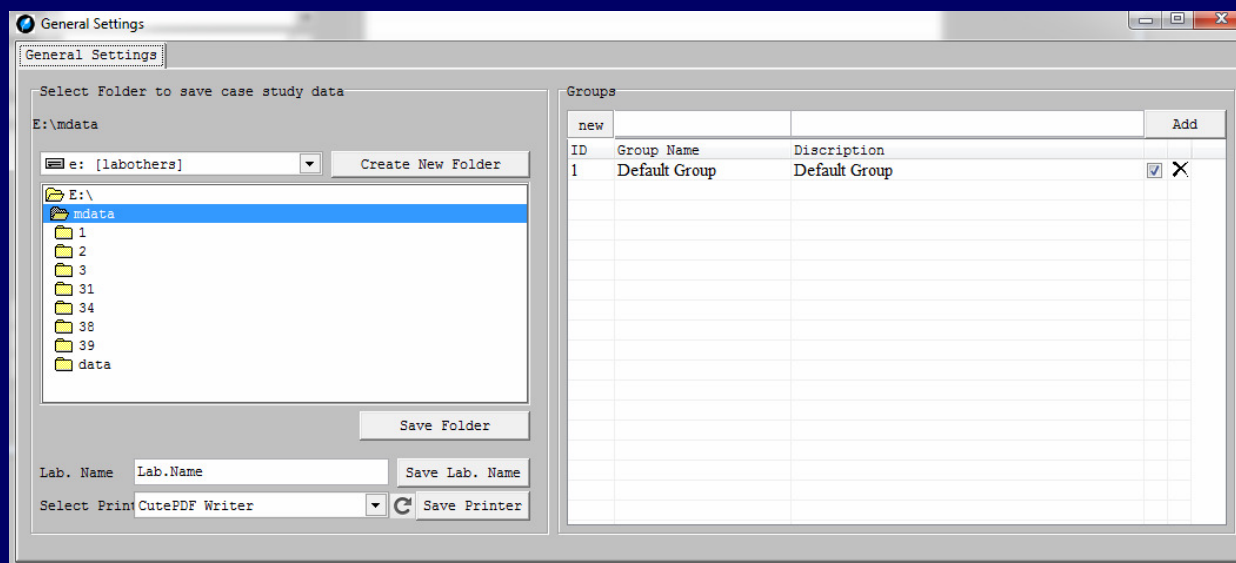 General Settings
General Settings
Select Folder to save case study data
E:\mdata
e: [labothers]
Create New Folder
E:\
mdata
1
2
3
31
34
38
39
data
Save Folder
Lab. Name Lab.Name Save Lab. Name
Select Prin CutePDF Writer Save Printer
Groups
new Add
ID Group Name Discription
1 Default Group Default Group